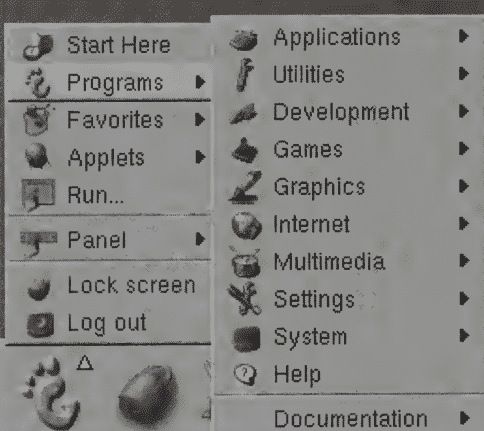 Start Here
Programs
Favorites
Applets
Run...
Panel
Lock screen
Log out
Applications
Utilities
Development
Games
Graphics
Internet
Multimedia
Settings
System
Help
Documentation